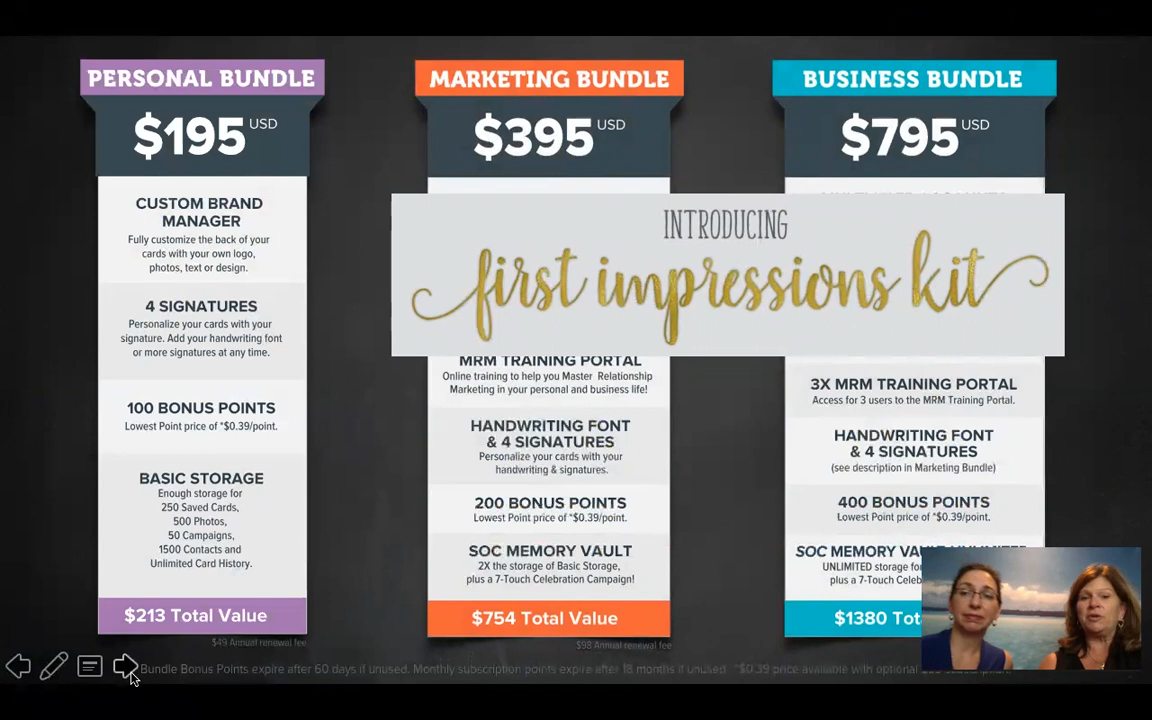 PERSONAL BUNDLE
$195 USD
CUSTOM BRAND
MANAGER
Fully customize the back of your
cards with your own logo,
photos, text or design.
4 SIGNATURES
Personalize your cards with your
signature. Add your handwriting font
or more signatures at any time.
100 BONUS POINTS
Lowest Point price of *$0.39/point.
BASIC STORAGE
Enough storage for
250 Saved Cards,
500 Photos,
50 Campaigns,
1500 Contacts and
Unlimited Card History.
$213 Total Value
$49 Annual renewal fee
MARKETING BUNDLE
$395 USD
INTRODUCING
first impressions kit
MRM TRAINING PORTAL
Online training to help you Master Relationship
Marketing in your personal and business life!
HANDWRITING FONT
& 4 SIGNATURES
Personalize your cards with your
handwriting & signatures.
200 BONUS POINTS
Lowest Point price of *$0.39/point.
SOC MEMORY VAULT
2X the storage of Basic Storage,
plus a 7-Touch Celebration Campaign!
$754 Total Value
$98 Annual renewal fee
BUSINESS BUNDLE
$795 USD
3X MRM TRAINING PORTAL
Access for 3 users to the MRM Training Portal.
HANDWRITING FONT
& 4 SIGNATURES
(see description in Marketing Bundle)
400 BONUS POINTS
Lowest Point price of *$0.39/point.
SOC MEMORY
UNLIMITED storage
plus a 7-Touch
$1380
Bundle Bonus Points expire after 60 days if unused. Monthly subscription points expire after 18 months if unused. *$0.39 price available with optional